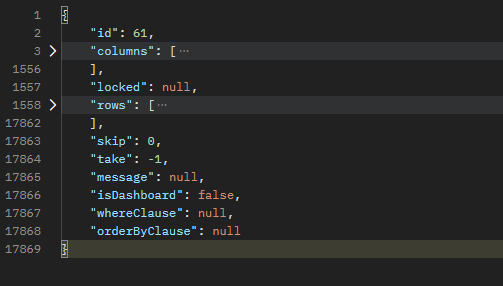 1 {
2 "id": 61,
3 "columns": [ ···
1556 ],
1557 "locked": null,
1558 "rows": [ ···
17862 ],
17863 "skip": 0,
17864 "take": -1,
17865 "message": null,
17866 "isDashboard": false,
17867 "whereClause": null,
17868 "orderByClause": null
17869 }